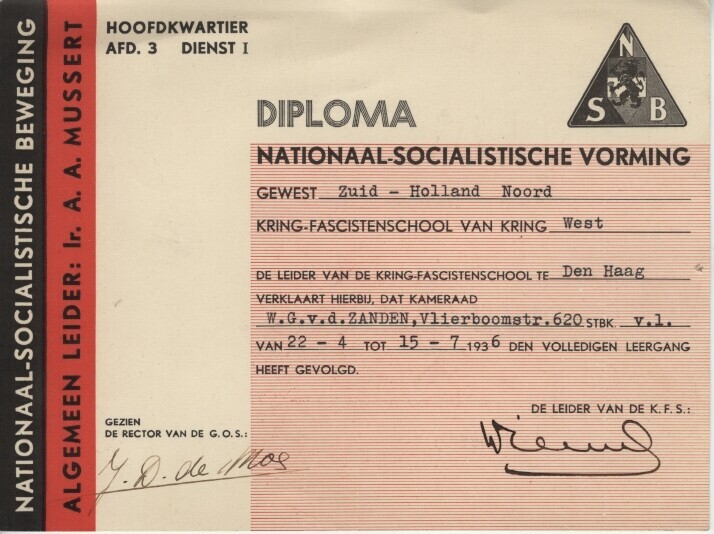 NATIONAAL-SOCIALISTISCHE BEWEGING
ALGEMEEN LEIDER: Ir. A. A. MUSSERT
HOOFDKWARTIER
AFD. 3 DIENST I
N
S B
DIPLOMA
NATIONAAL-SOCIALISTISCHE VORMING
GEWEST Zuid - Holland Noord
KRING-FASCISTENSCHOOL VAN KRING West
DE LEIDER VAN DE KRING-FASCISTENSCHOOL TE Den Haag
VERKLAART HIERBIJ, DAT KAMERAAD
W.G.v.d.ZANDEN,Vlierboomstr.620 STBK v.l.
VAN 22 - 4 TOT 15 - 7 1936 DEN VOLLEDIGEN LEERGANG
HEEFT GEVOLGD.
DE LEIDER VAN DE K.F.S.:
GEZIEN
DE RECTOR VAN DE G.O.S.:
J. D. de Mos